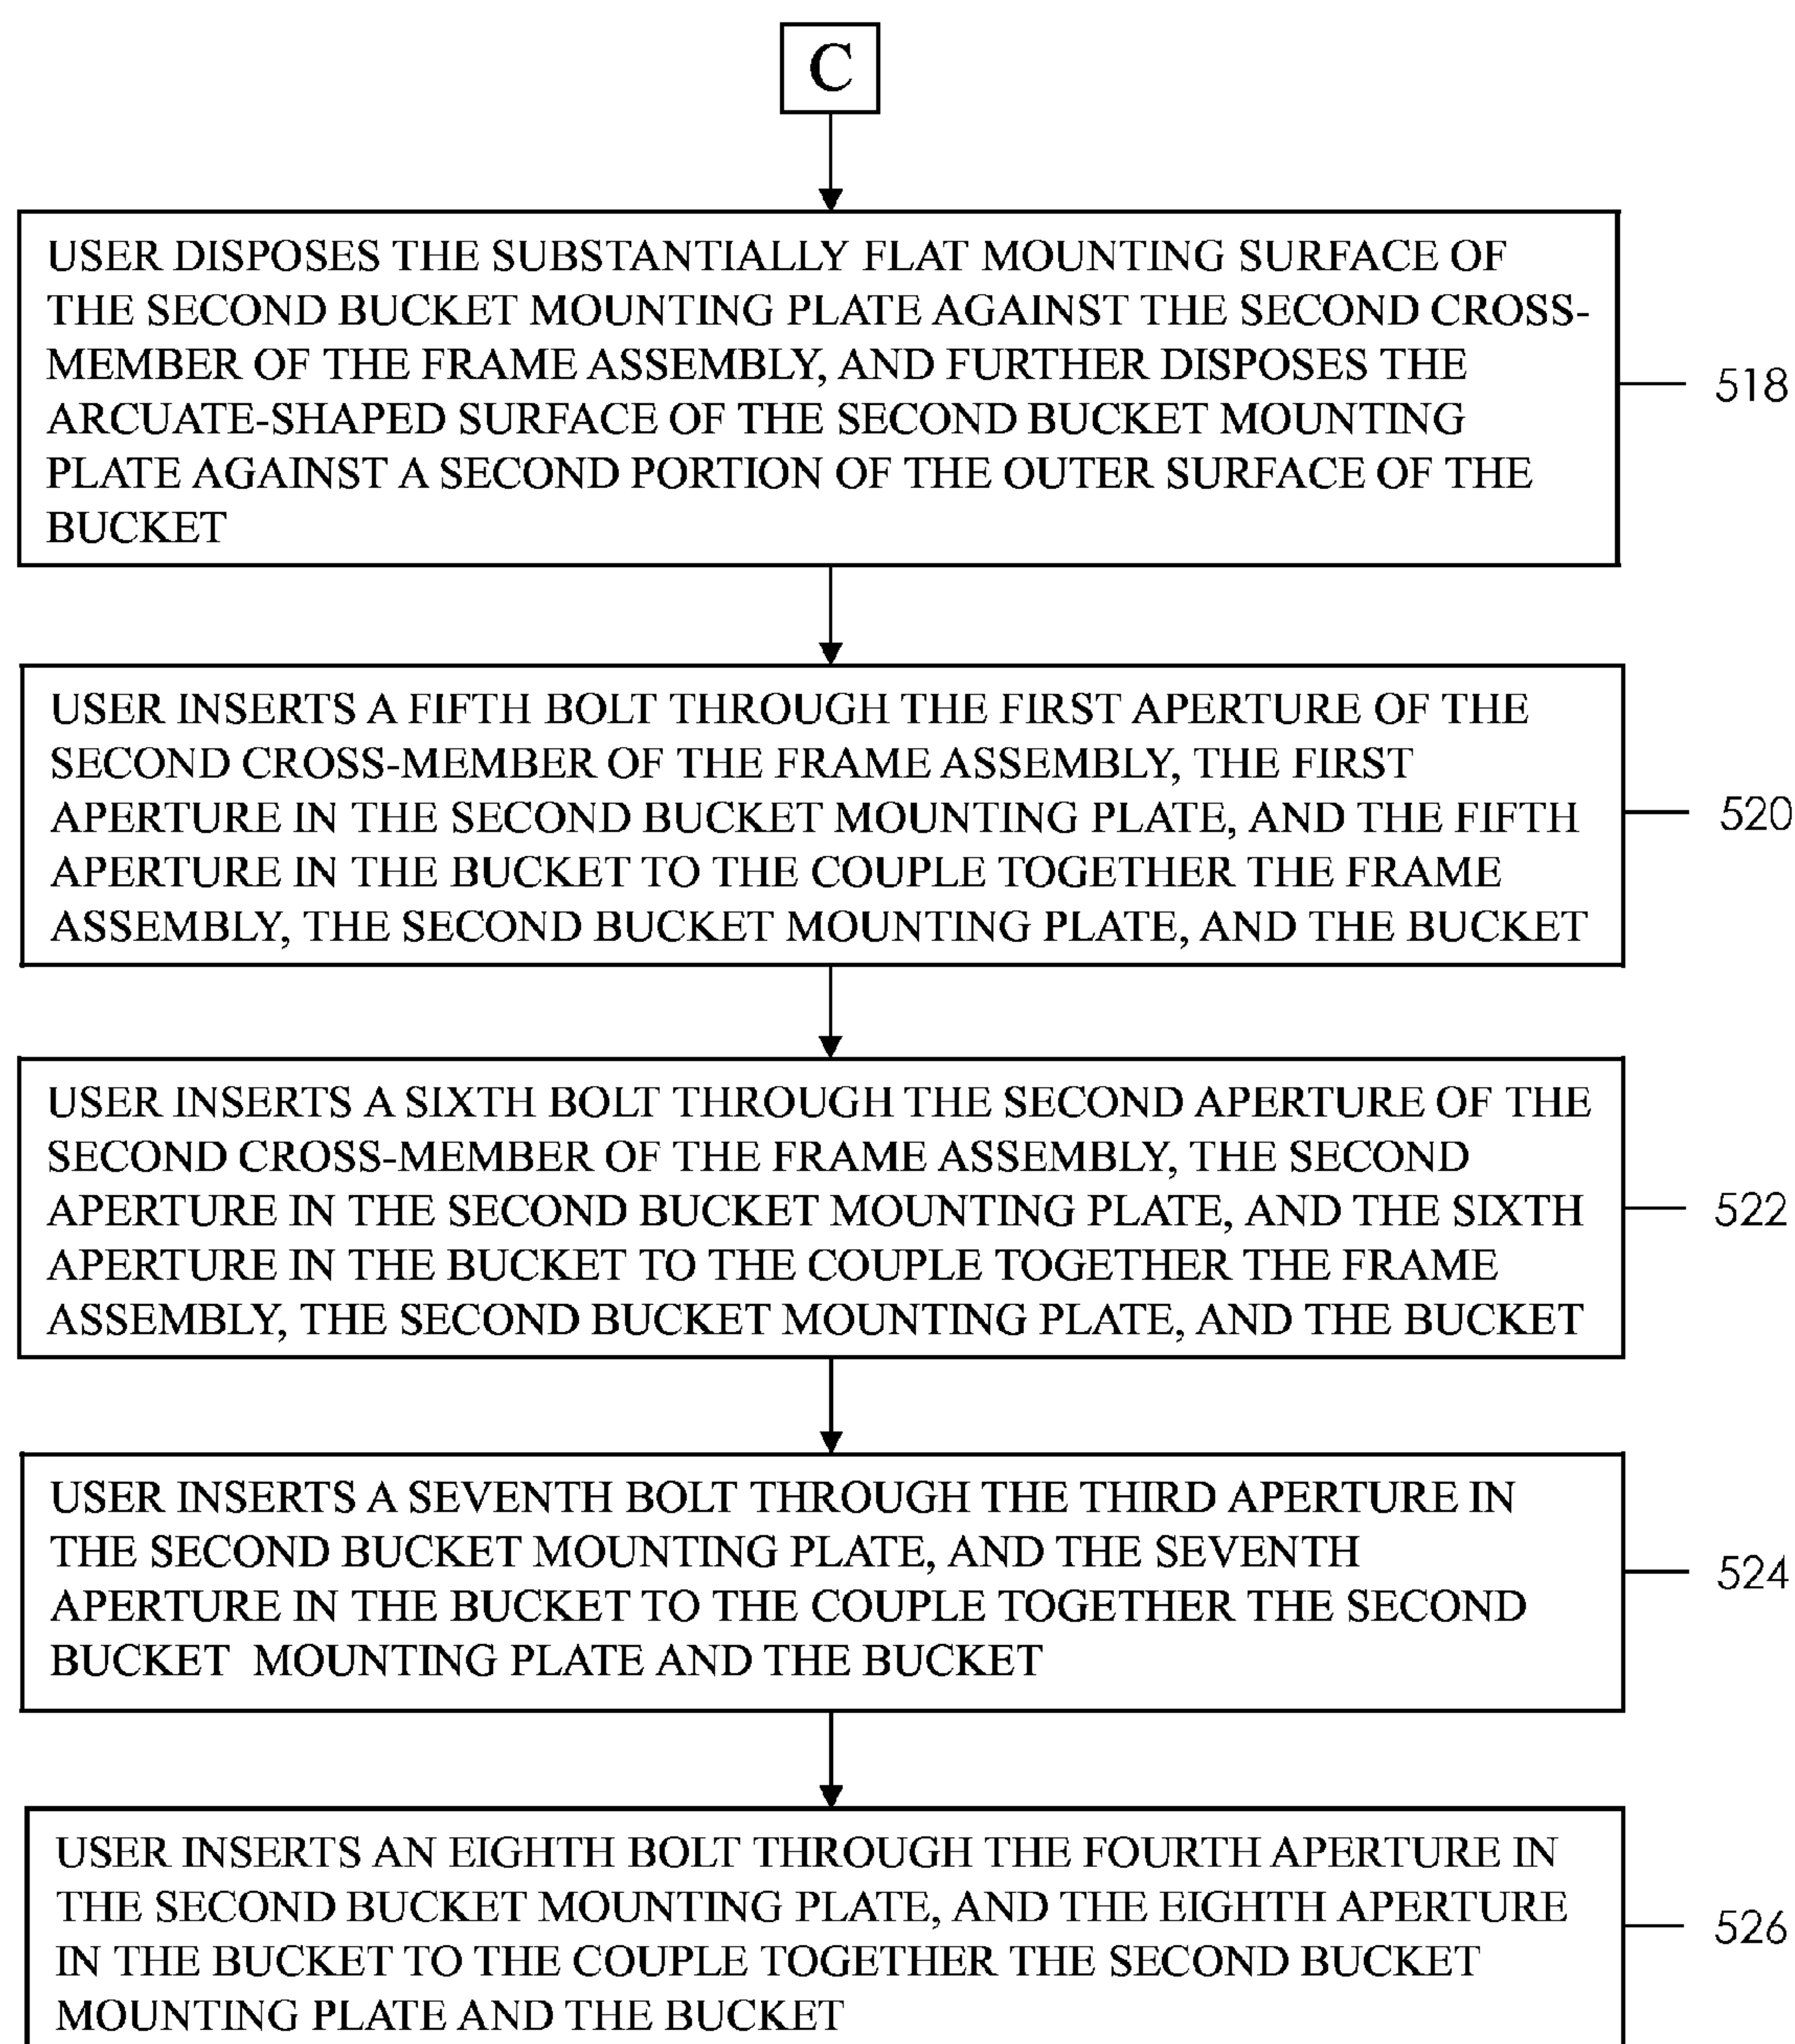 C
USER DISPOSES THE SUBSTANTIALLY FLAT MOUNTING SURFACE OF
THE SECOND BUCKET MOUNTING PLATE AGAINST THE SECOND CROSS-
MEMBER OF THE FRAME ASSEMBLY, AND FURTHER DISPOSES THE
ARCUATE-SHAPED SURFACE OF THE SECOND BUCKET MOUNTING
PLATE AGAINST A SECOND PORTION OF THE OUTER SURFACE OF THE
BUCKET
518
USER INSERTS A FIFTH BOLT THROUGH THE FIRST APERTURE OF THE
SECOND CROSS-MEMBER OF THE FRAME ASSEMBLY, THE FIRST
APERTURE IN THE SECOND BUCKET MOUNTING PLATE, AND THE FIFTH
APERTURE IN THE BUCKET TO THE COUPLE TOGETHER THE FRAME
ASSEMBLY, THE SECOND BUCKET MOUNTING PLATE, AND THE BUCKET
520
USER INSERTS A SIXTH BOLT THROUGH THE SECOND APERTURE OF THE
SECOND CROSS-MEMBER OF THE FRAME ASSEMBLY, THE SECOND
APERTURE IN THE SECOND BUCKET MOUNTING PLATE, AND THE SIXTH
APERTURE IN THE BUCKET TO THE COUPLE TOGETHER THE FRAME
ASSEMBLY, THE SECOND BUCKET MOUNTING PLATE, AND THE BUCKET
522
USER INSERTS A SEVENTH BOLT THROUGH THE THIRD APERTURE IN
THE SECOND BUCKET MOUNTING PLATE, AND THE SEVENTH
APERTURE IN THE BUCKET TO THE COUPLE TOGETHER THE SECOND
BUCKET  MOUNTING PLATE AND THE BUCKET
524
USER INSERTS AN EIGHTH BOLT THROUGH THE FOURTH APERTURE IN
THE SECOND BUCKET MOUNTING PLATE, AND THE EIGHTH APERTURE
IN THE BUCKET TO THE COUPLE TOGETHER THE SECOND BUCKET
MOUNTING PLATE AND THE BUCKET
526